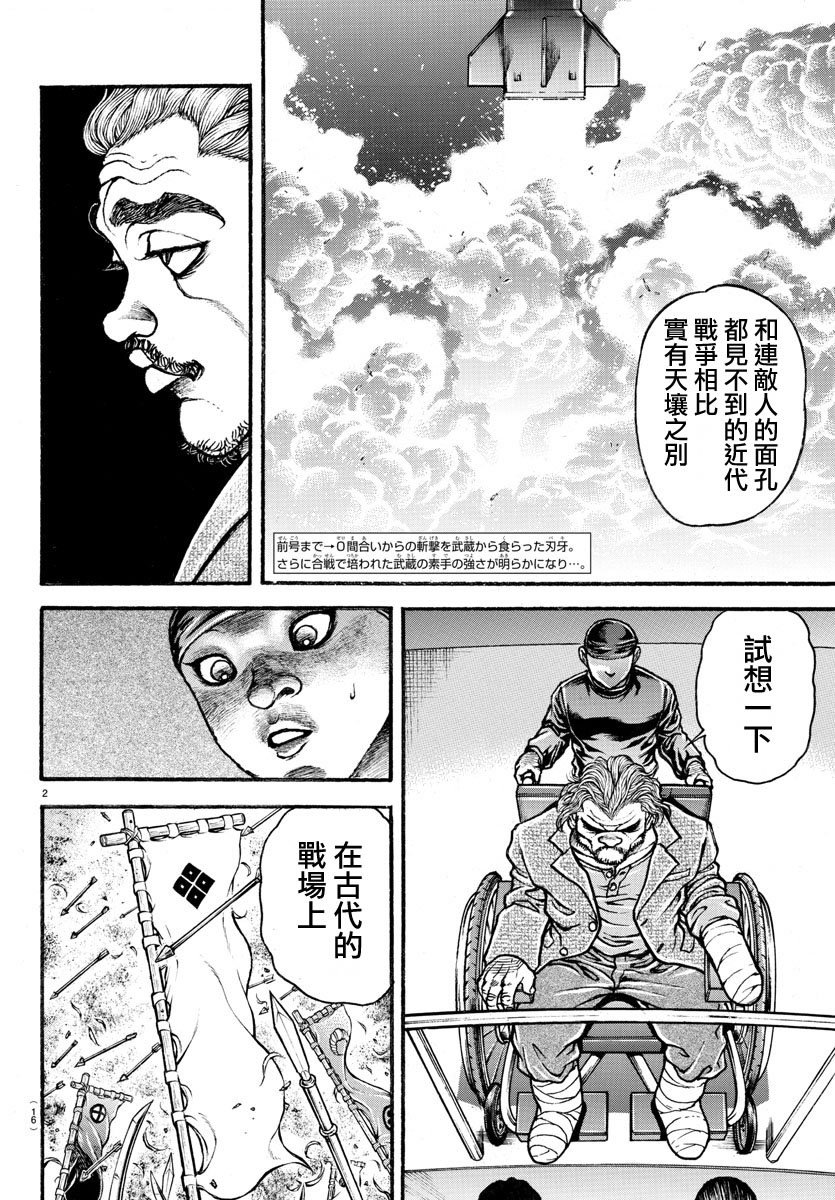 和連敵人的面孔
都見不到的近代
戰爭相比
實有天壤之別
前号まで→0間合いからの斬撃を武蔵から食らった刃牙。
さらに合戦で培われた武蔵の素手の強さが明らかになり…。
試想一下
在古代的
戰場上
2
(16)